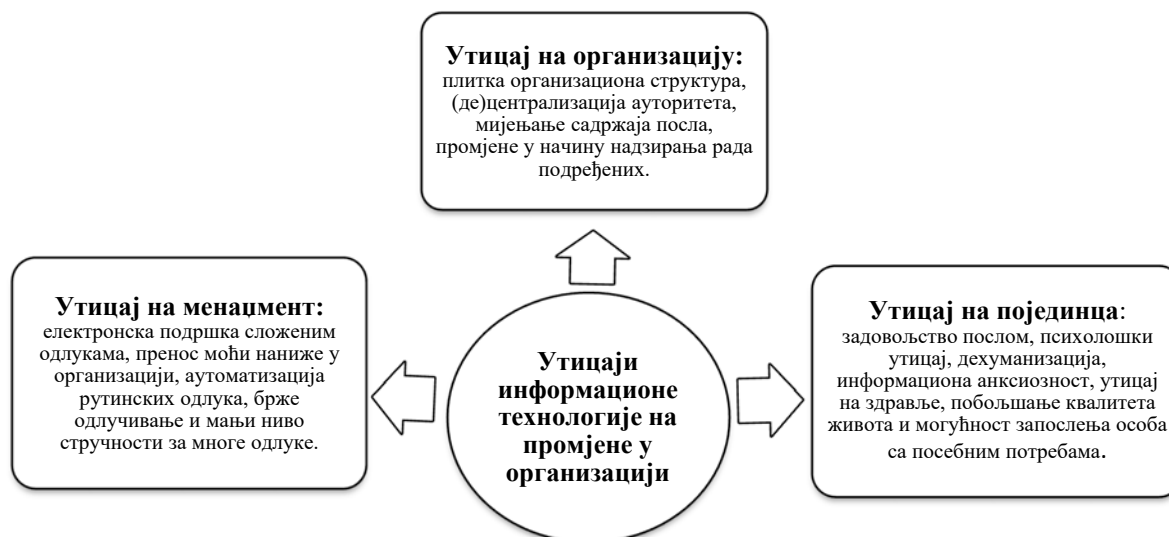 Утицај на организацију:
плитка организациона структура,
(де)централизација ауторитета,
мијењање садржаја посла,
промјене у начину надзирања рада
подређених.
Утицај на менаџмент:
електронска подршка сложеним
одлукама, пренос моћи наниже у
организацији, аутоматизација
рутинских одлука, брже
одлучивање и мањи ниво
стручности за многе одлуке.
Утицаји
информационе
технологије на
промјене у
организацији
Утицај на појединца:
задовољство послом, психолошки
утицај, дехуманизација,
информациона анксиозност, утицај
на здравље, побољшање квалитета
живота и могућност запослења особа
са посебним потребама.